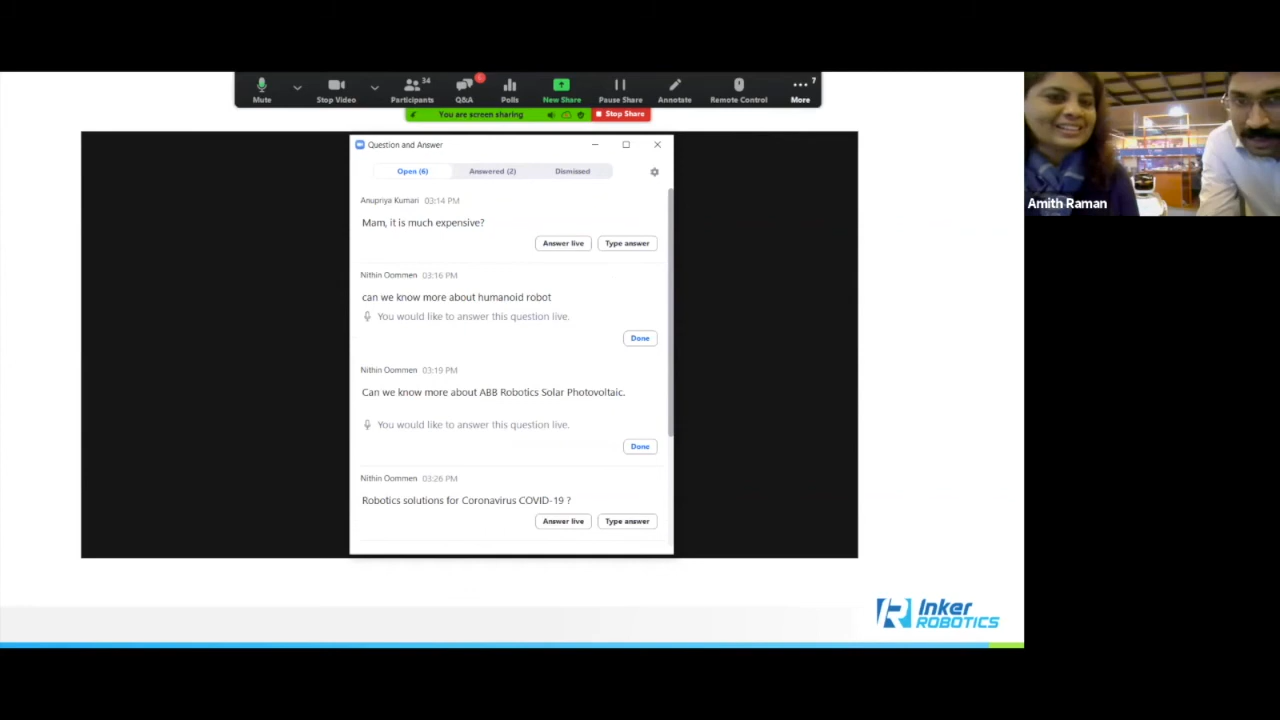 34
7
Mute
Stop Video
Participants
Q&A
Polls
New Share
Pause Share
Annotate
Remote Control
More
You are screen sharing
Stop Share
Question and Answer
Open (6)
Answered (2)
Dismissed
Anupriya Kumari 03:14 PM
Mam, it is much expensive?
Answer live
Type answer
Nithin Oommen 03:16 PM
can we know more about humanoid robot
You would like to answer this question live.
Done
Nithin Oommen 03:19 PM
Can we know more about ABB Robotics Solar Photovoltaic.
You would like to answer this question live.
Done
Nithin Oommen 03:26 PM
Robotics solutions for Coronavirus COVID-19 ?
Answer live
Type answer
Amith Raman
Inker
ROBOTICS